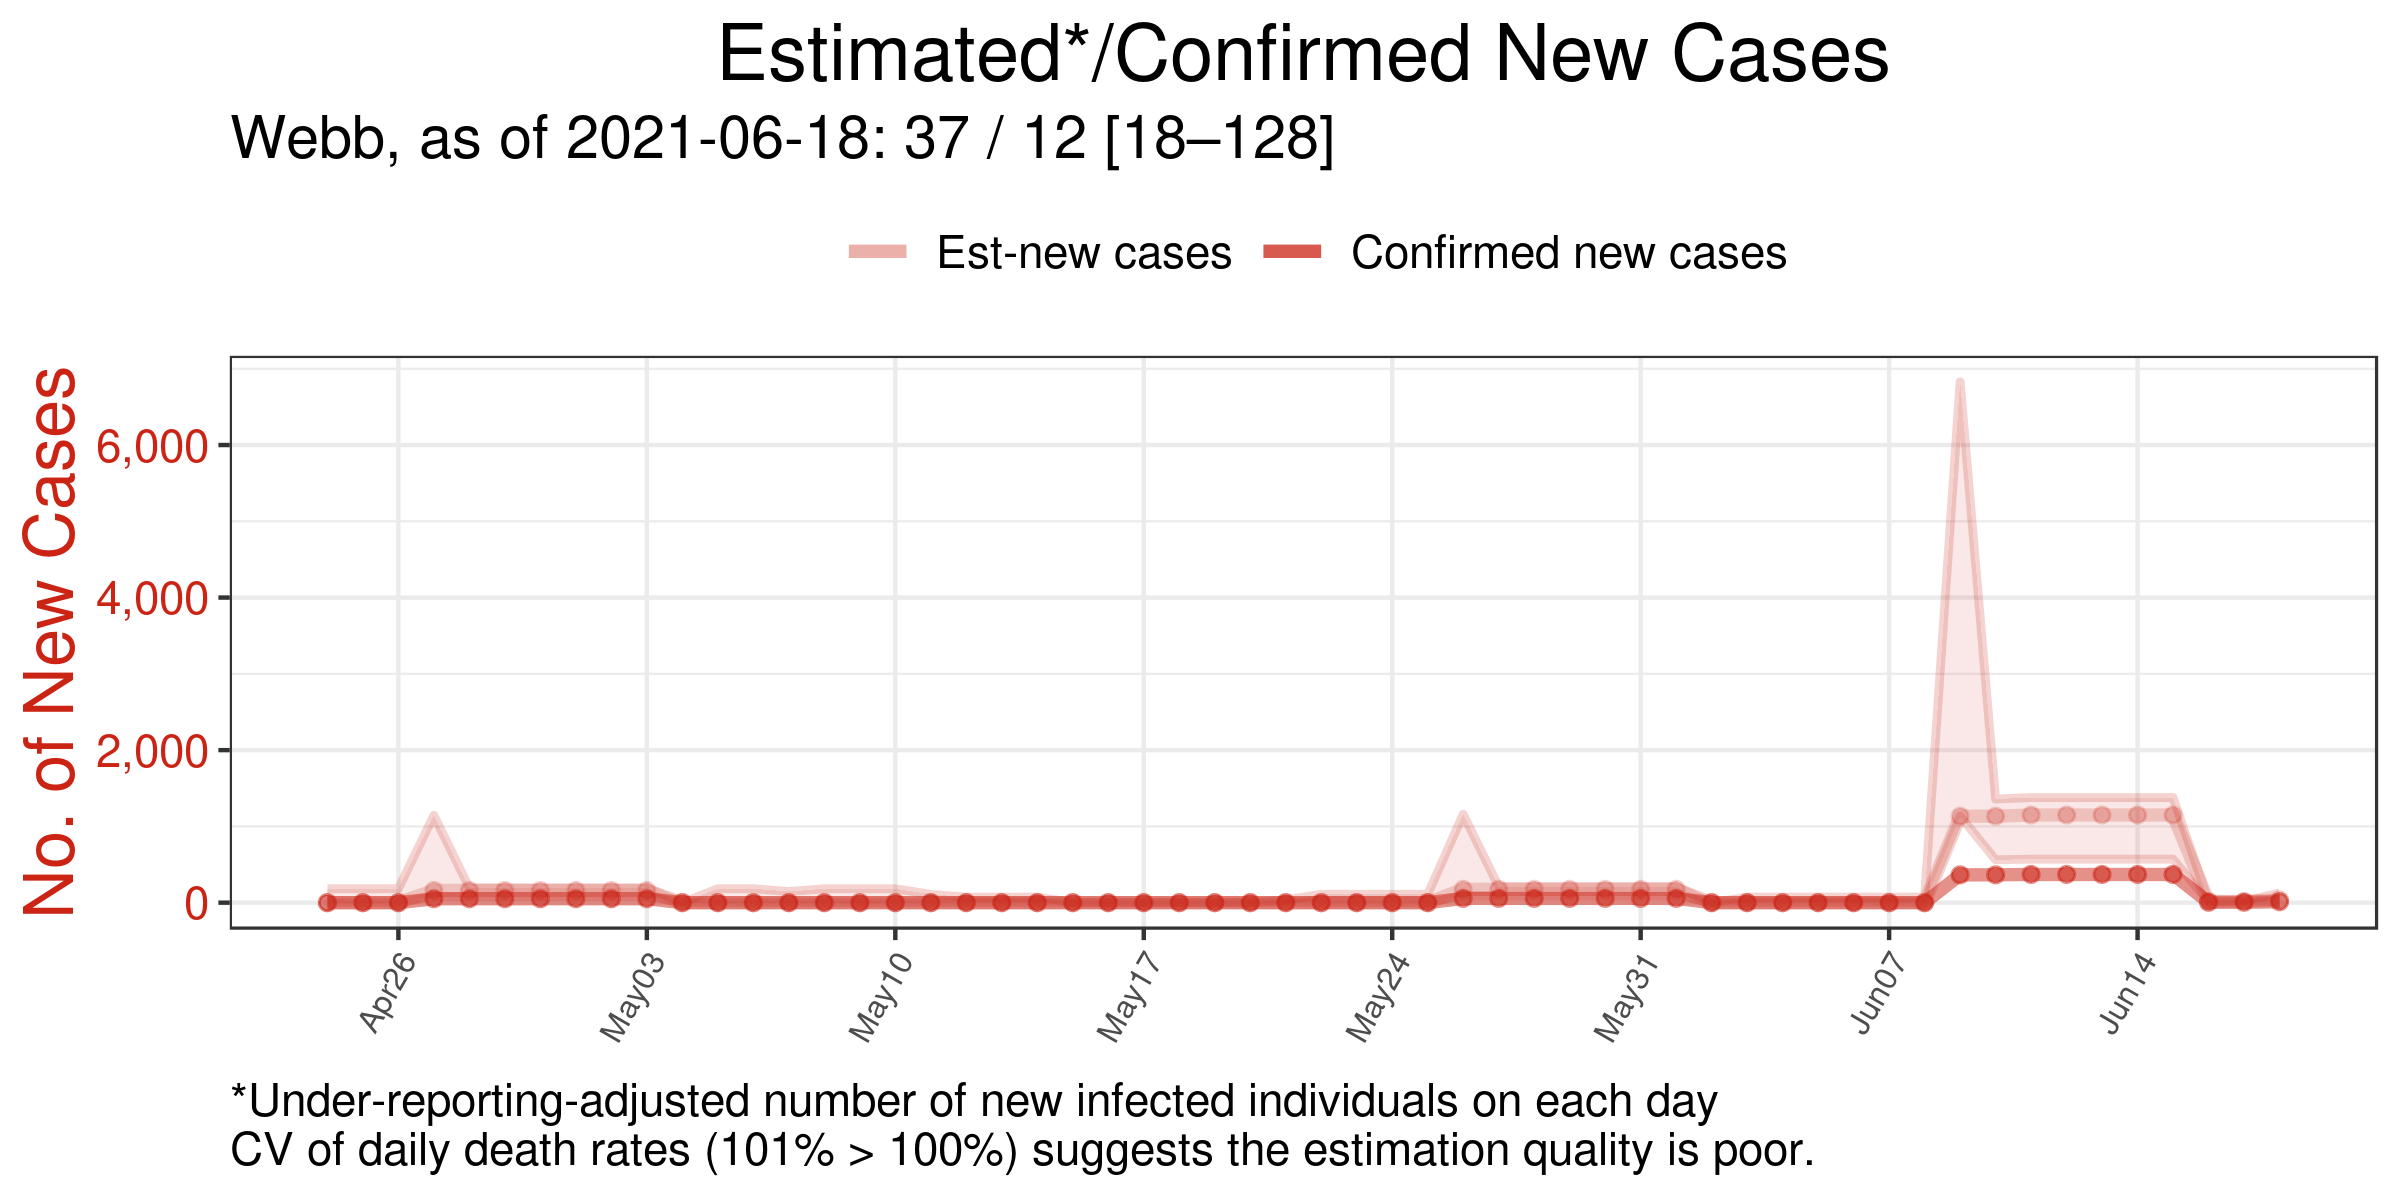 Estimated*/Confirmed New Cases
Webb, as of 2021-06-18: 37 / 12 [18–128]
Est-new cases
Confirmed new cases
No. of New Cases
6,000
4,000
2,000
0
Apr26
May03
May10
May17
May24
May31
Jun07
Jun14
*Under-reporting-adjusted number of new infected individuals on each day
CV of daily death rates (101% > 100%) suggests the estimation quality is poor.